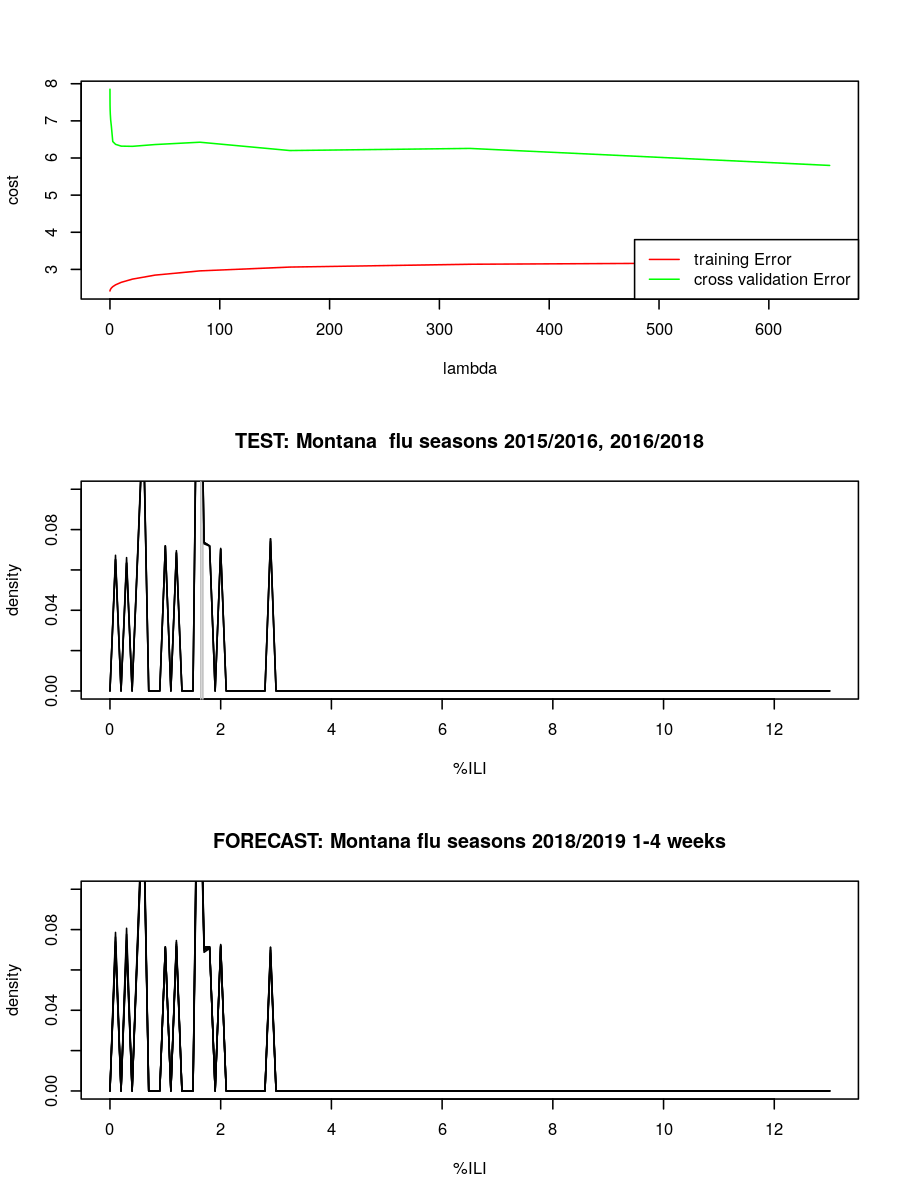 8
7
6
5
4
3
cost
training Error
cross validation Error
0 100 200 300 400 500 600
lambda
TEST: Montana  flu seasons 2015/2016, 2016/2018
0.08
0.04
0.00
density
0 2 4 6 8 10 12
%ILI
FORECAST: Montana flu seasons 2018/2019 1-4 weeks
0.08
0.04
0.00
density
0 2 4 6 8 10 12
%ILI